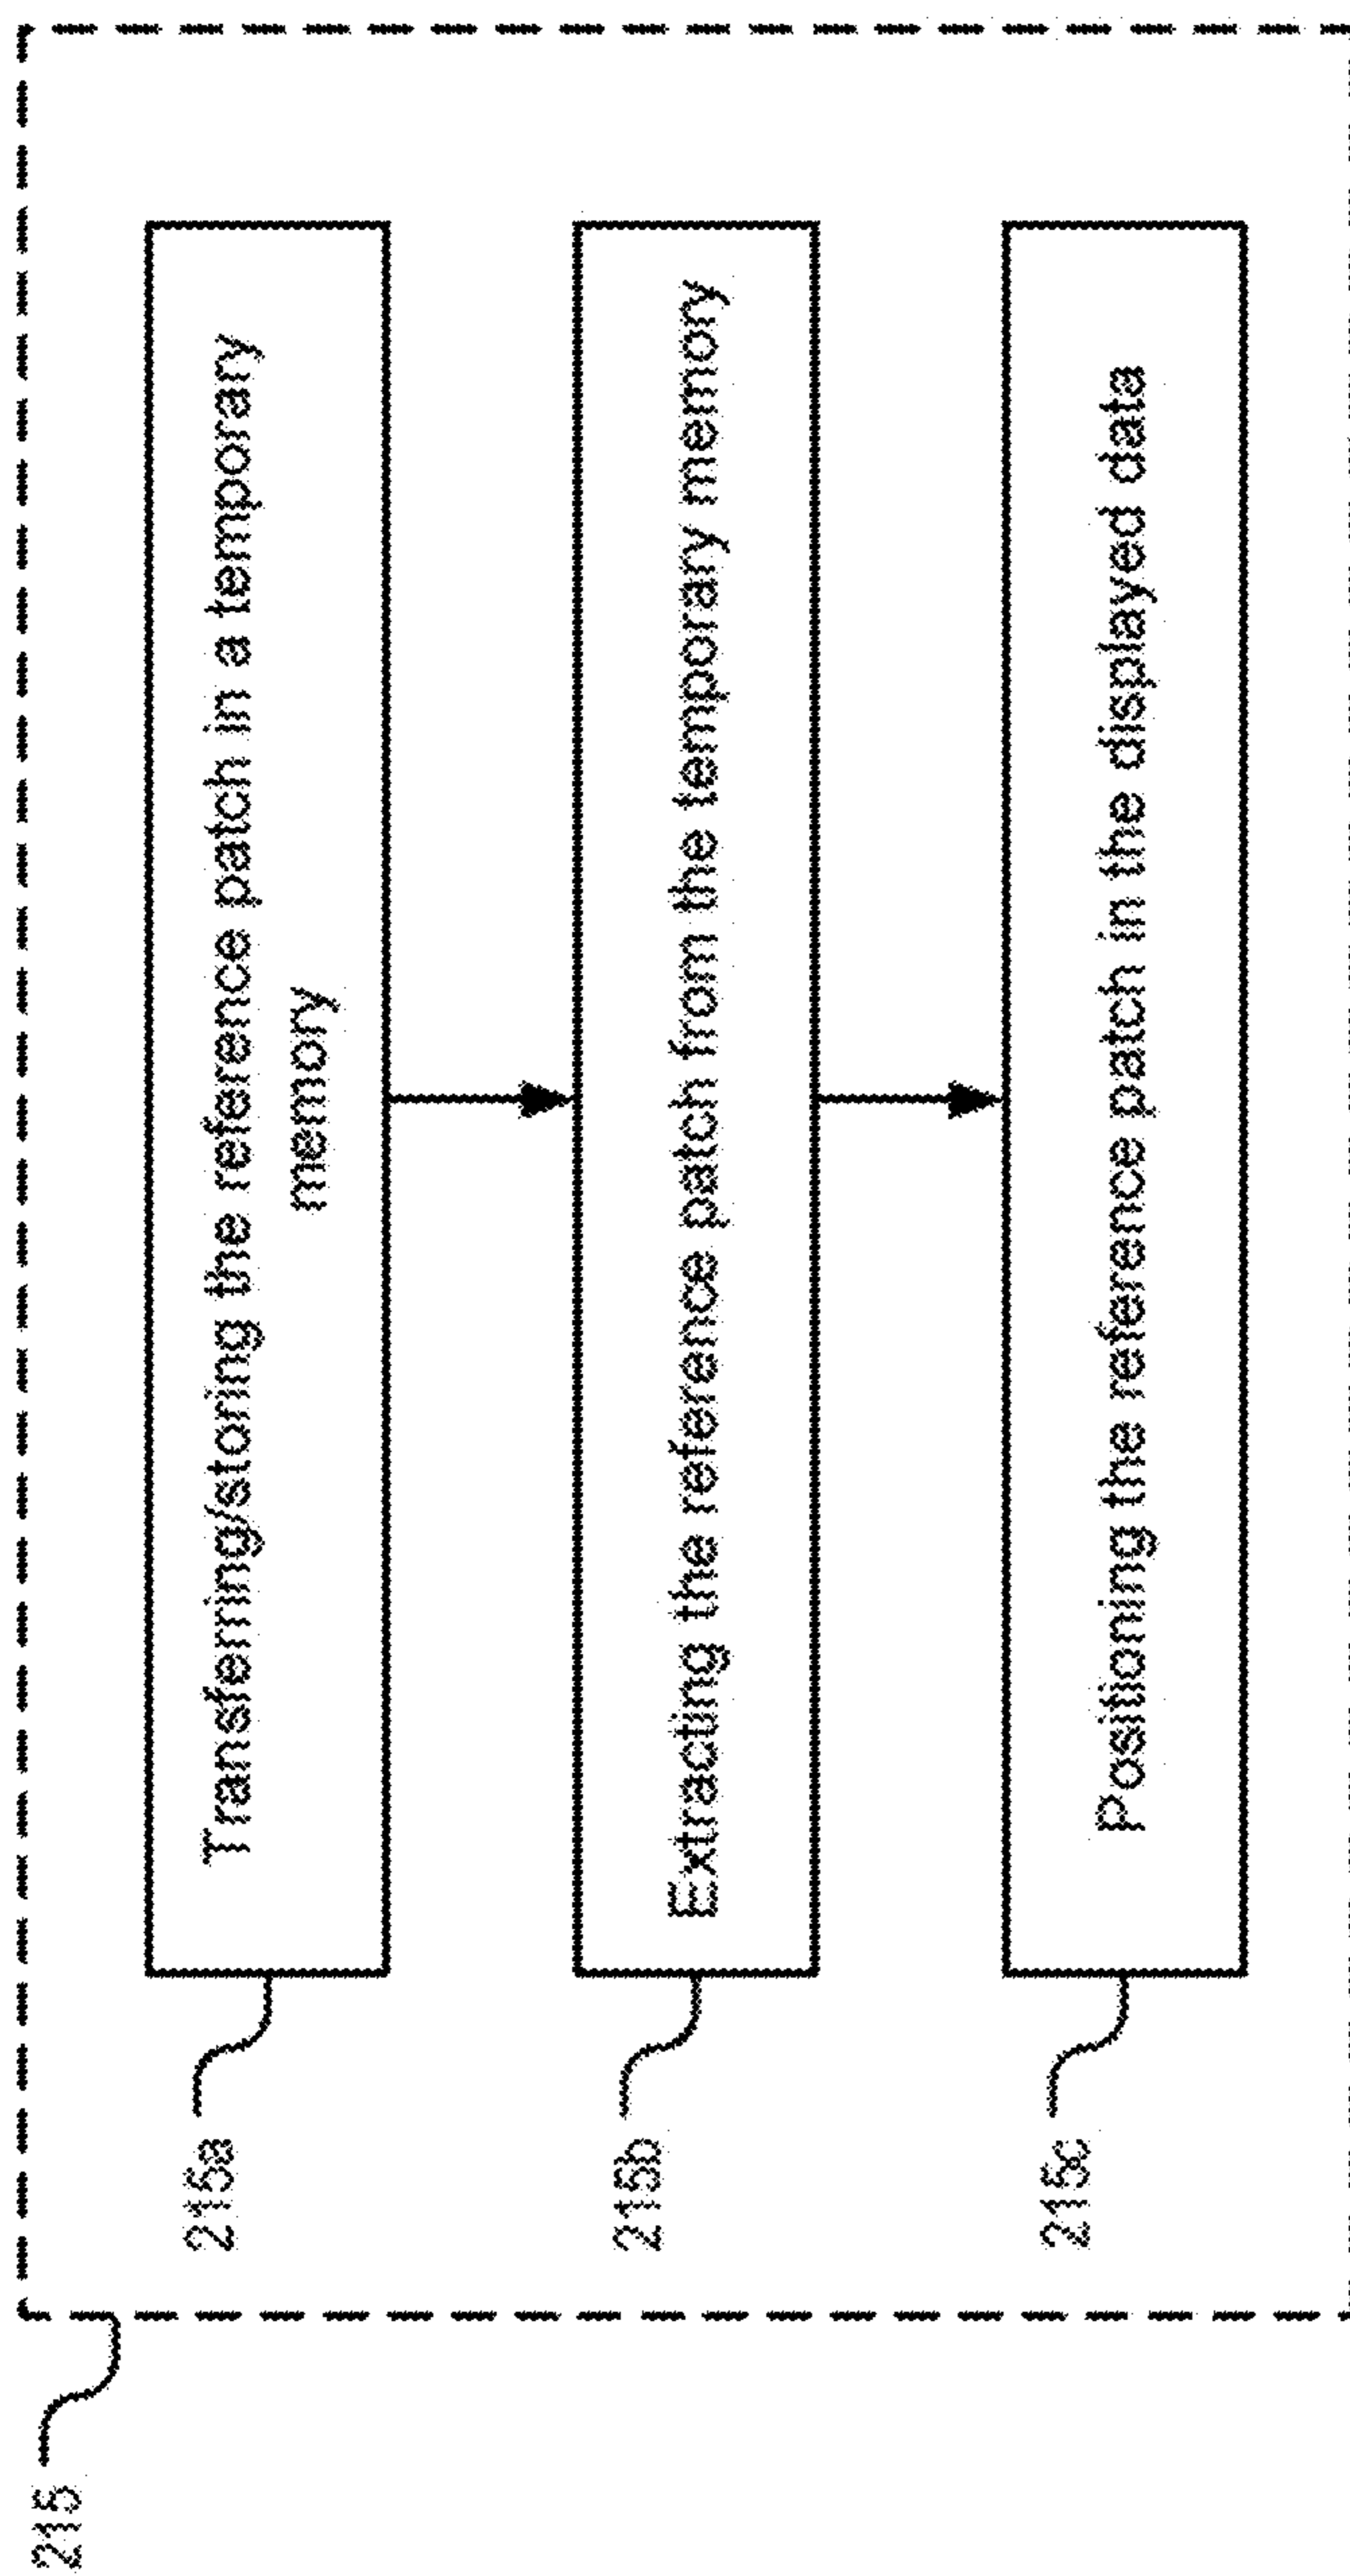 215
215a
Transferring/storing the reference patch in a temporary
memory
215b
Extracting the reference patch from the temporary memory
215c
Positioning the reference patch in the displayed data